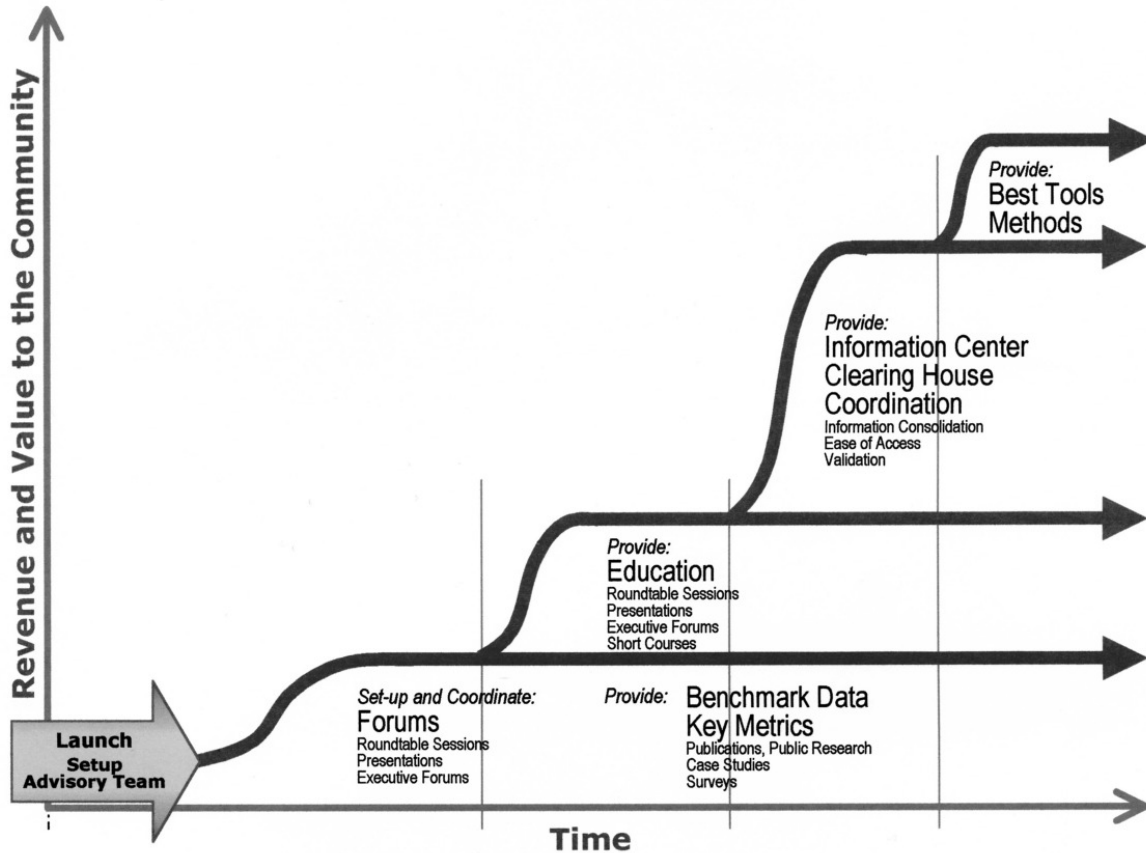 Revenue and Value to the Community
Provide:
Best Tools
Methods
Provide:
Information Center
Clearing House
Coordination
Information Consolidation
Ease of Access
Validation
Provide:
Education
Roundtable Sessions
Presentations
Executive Forums
Short Courses
Set-up and Coordinate:
Forums
Roundtable Sessions
Presentations
Executive Forums
Provide:
Benchmark Data
Key Metrics
Publications, Public Research
Case Studies
Surveys
Launch
Setup
Advisory Team
Time